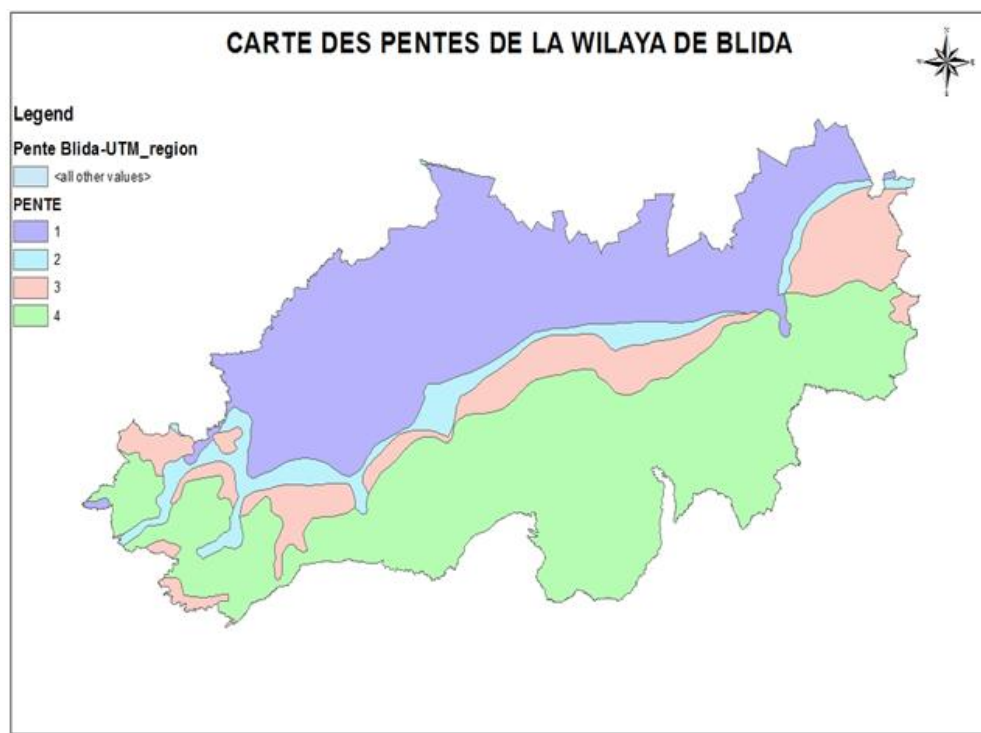 CARTE DES PENTES DE LA WILAYA DE BLIDA
Legend
Pente Blida-UTM_region
<all other values>
PENTE
1
2
3
4